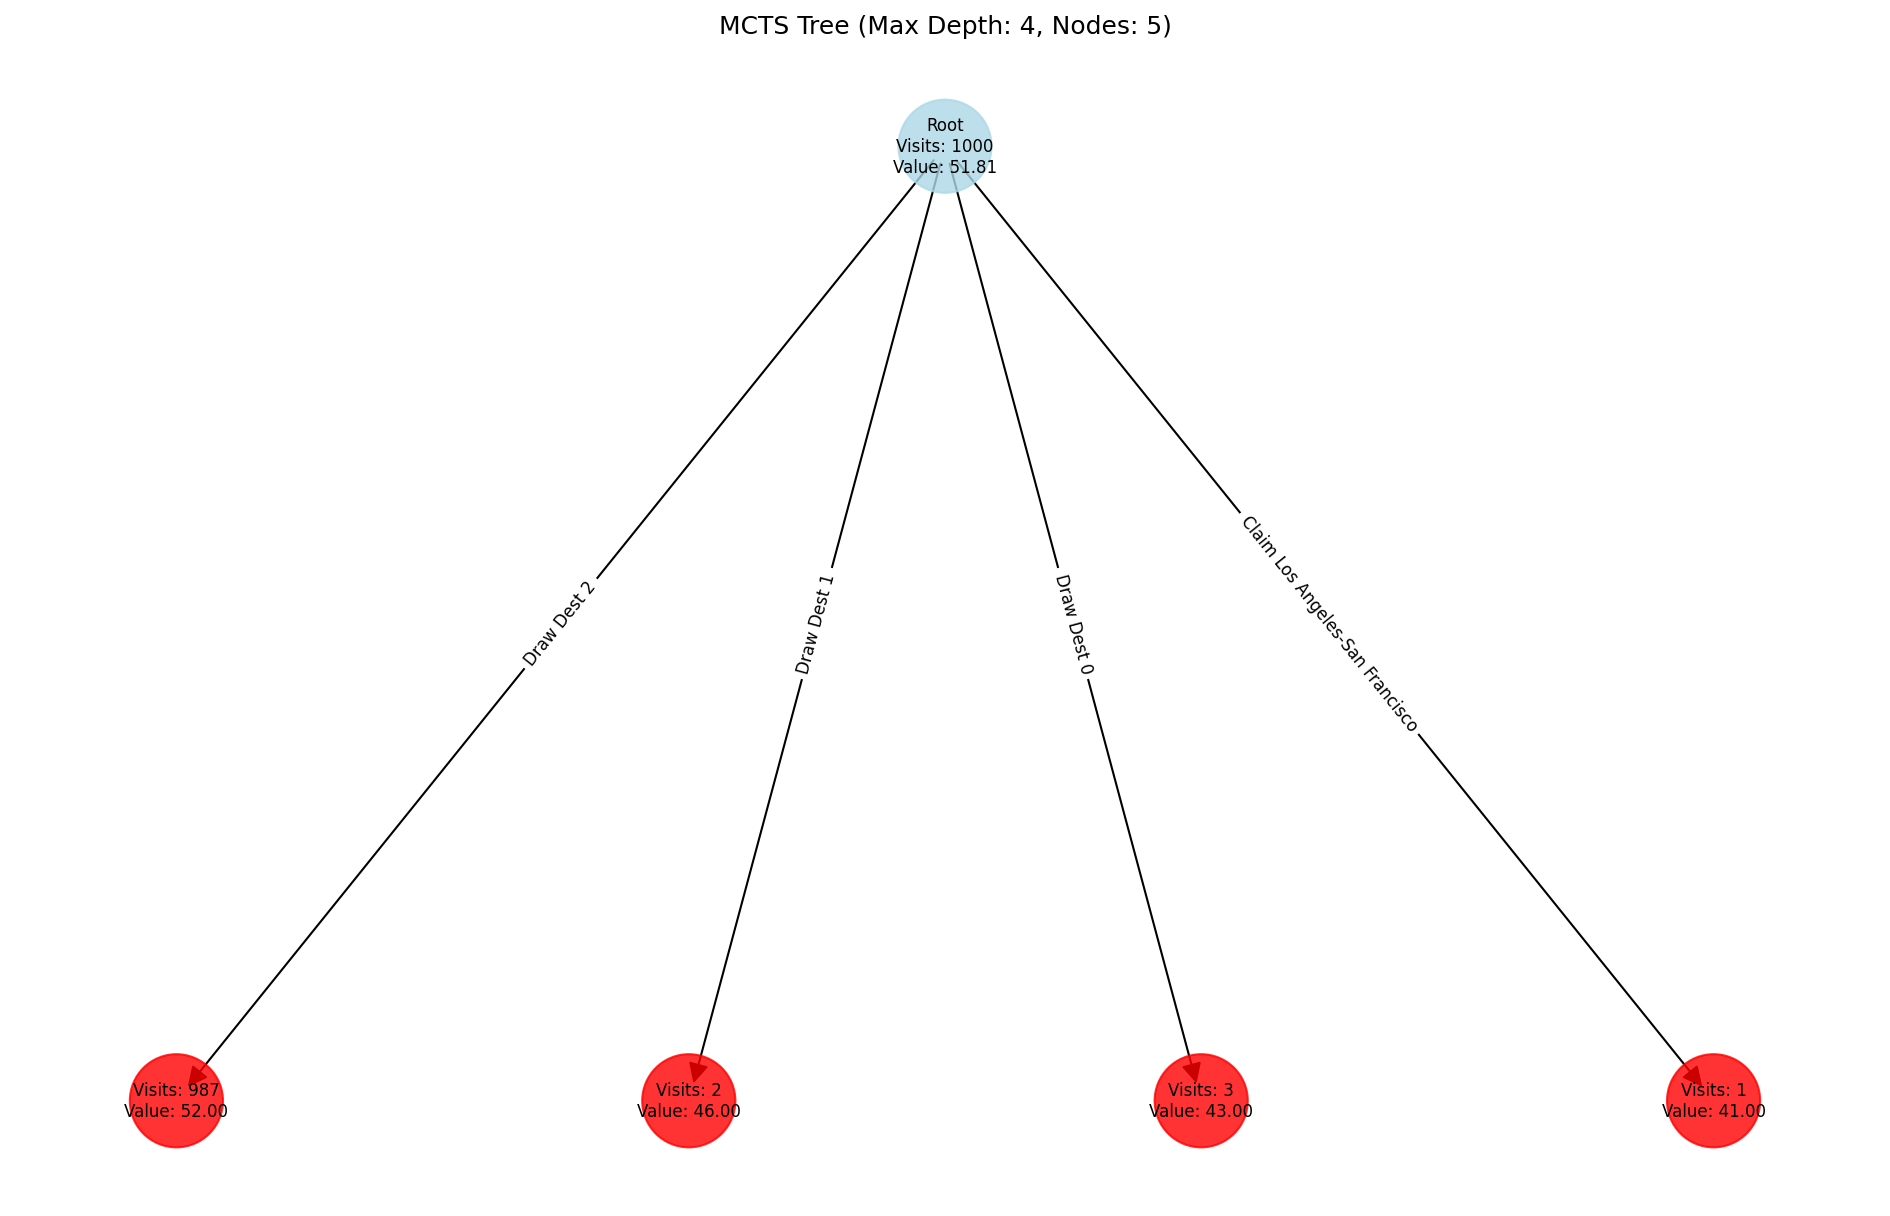 MCTS Tree (Max Depth: 4, Nodes: 5)
Root
Visits: 1000
Value: 51.81
Draw Dest 2
Draw Dest 1
Draw Dest 0
Claim Los Angeles-San Francisco
Visits: 987
Value: 52.00
Visits: 2
Value: 46.00
Visits: 3
Value: 43.00
Visits: 1
Value: 41.00